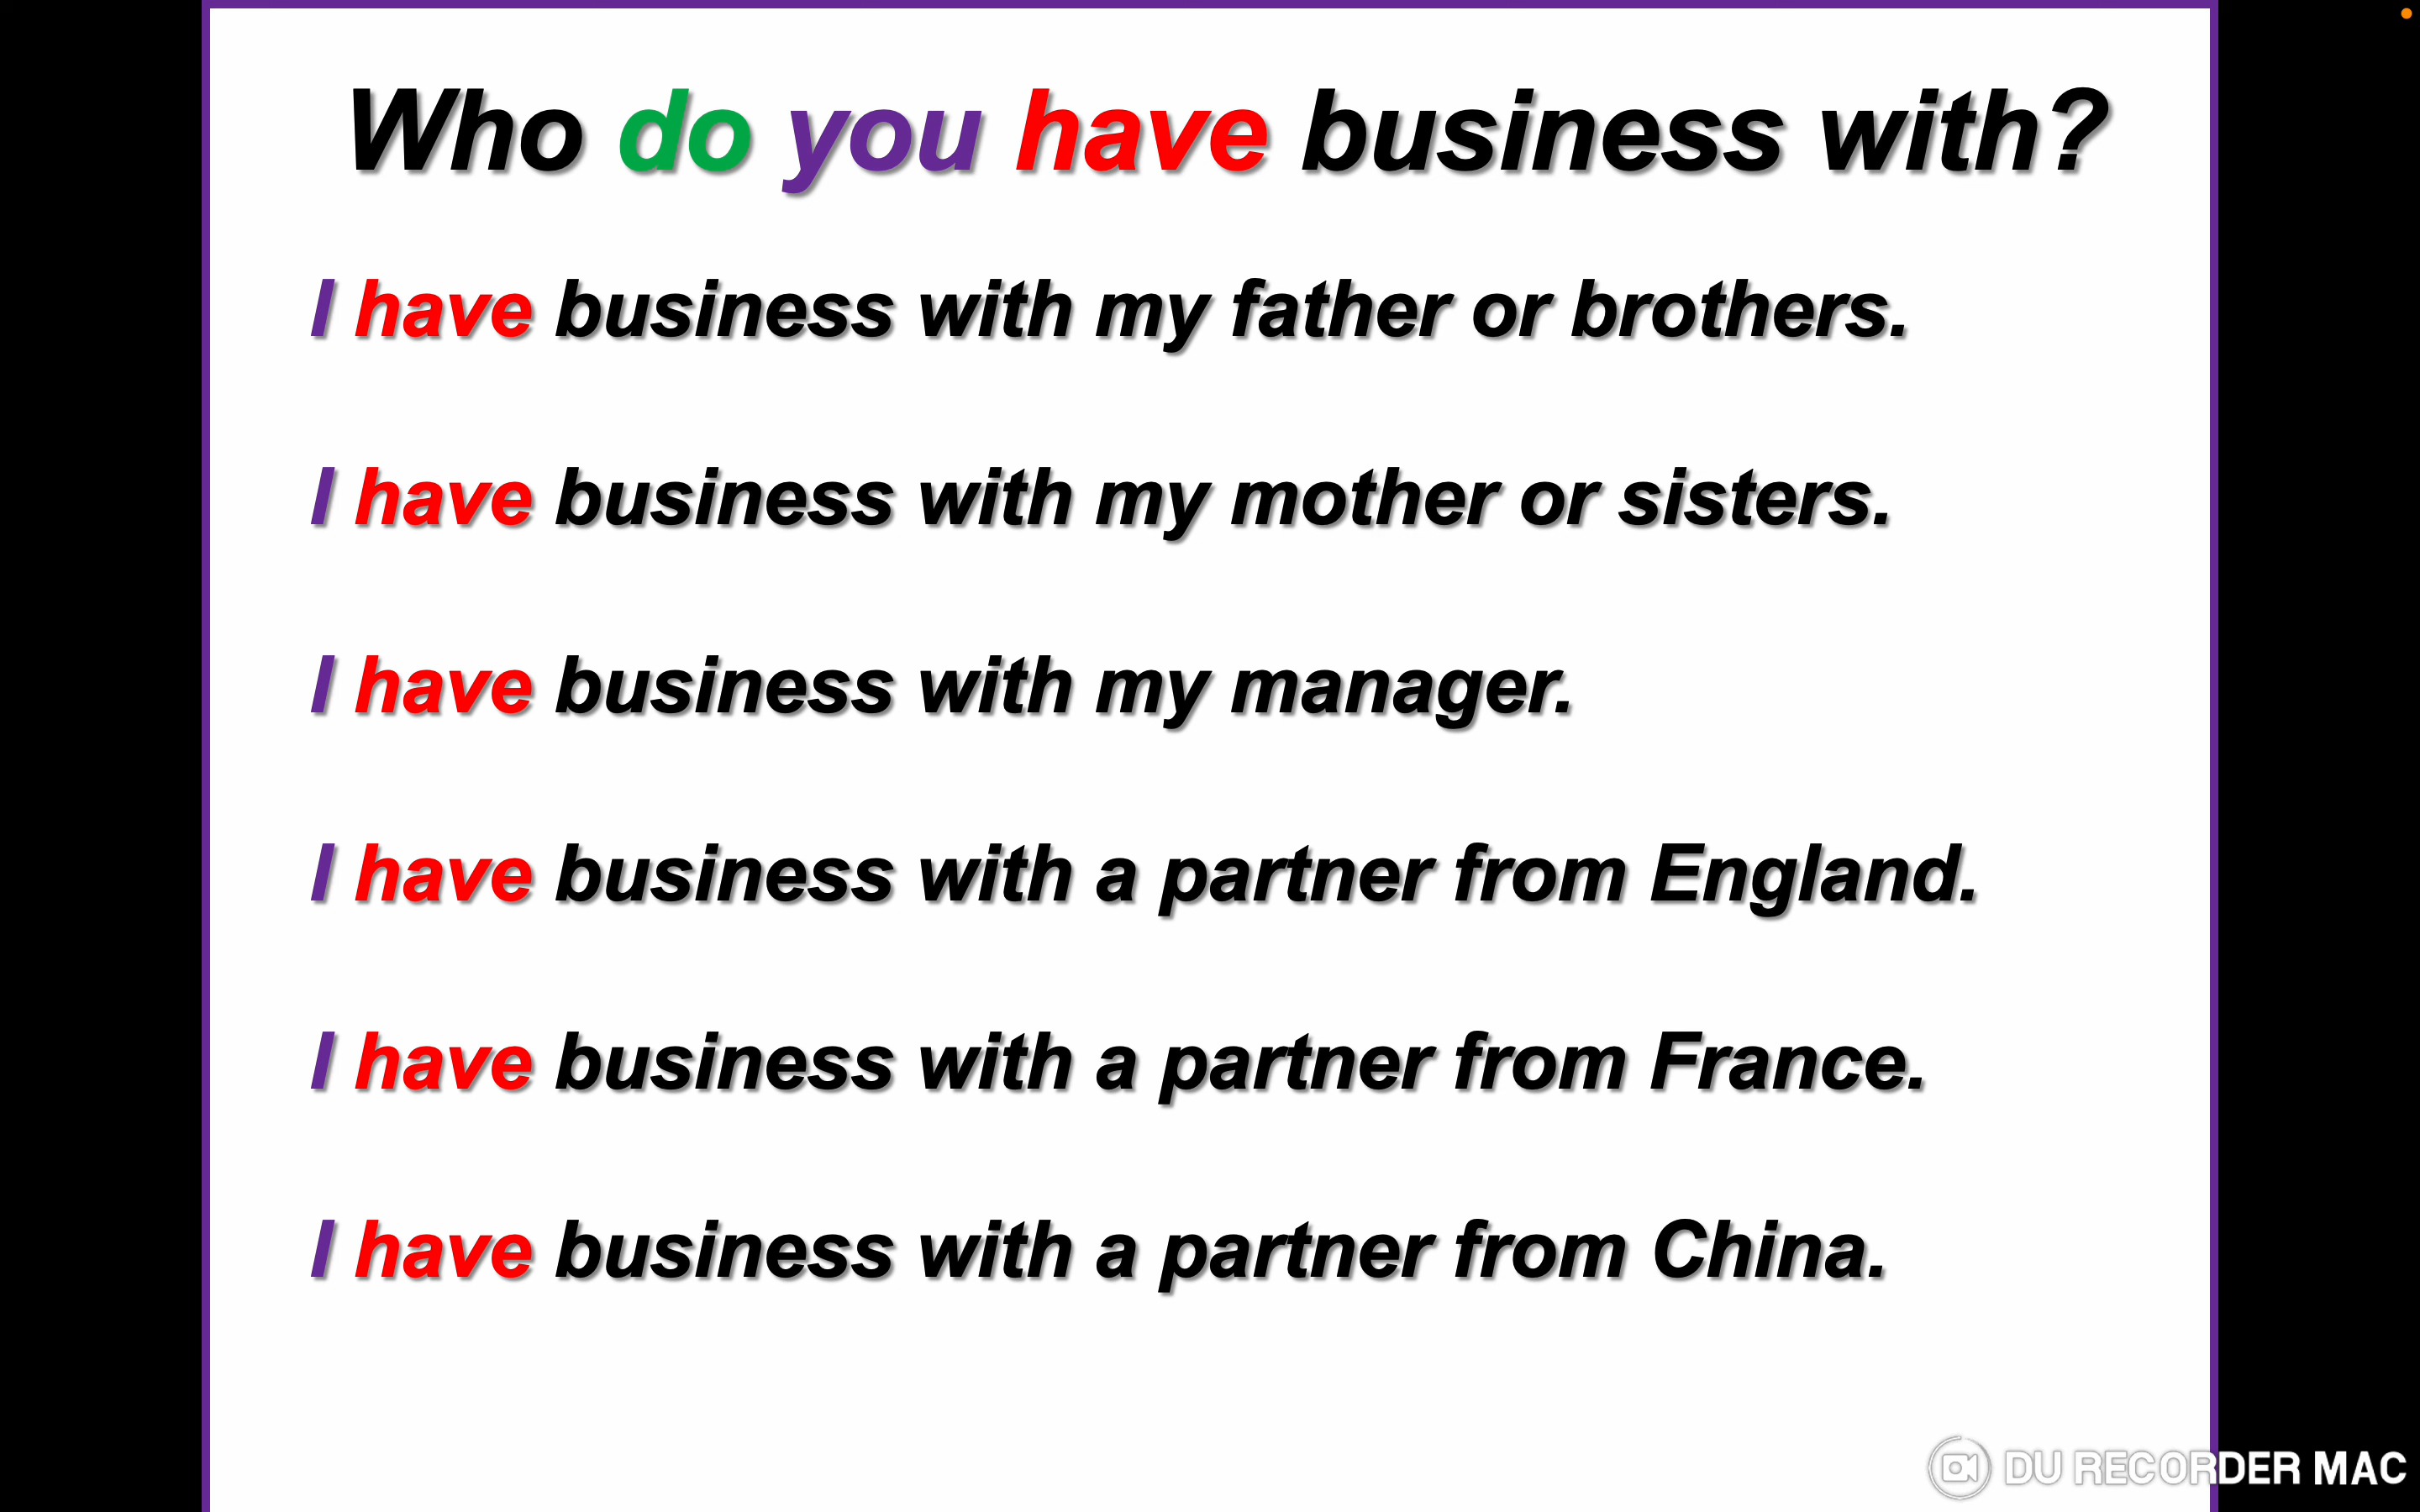 Who do you have business with?
I have business with my father or brothers.
I have business with my mother or sisters.
I have business with my manager.
I have business with a partner from England.
I have business with a partner from France.
I have business with a partner from China.
DU RECORDER MAC